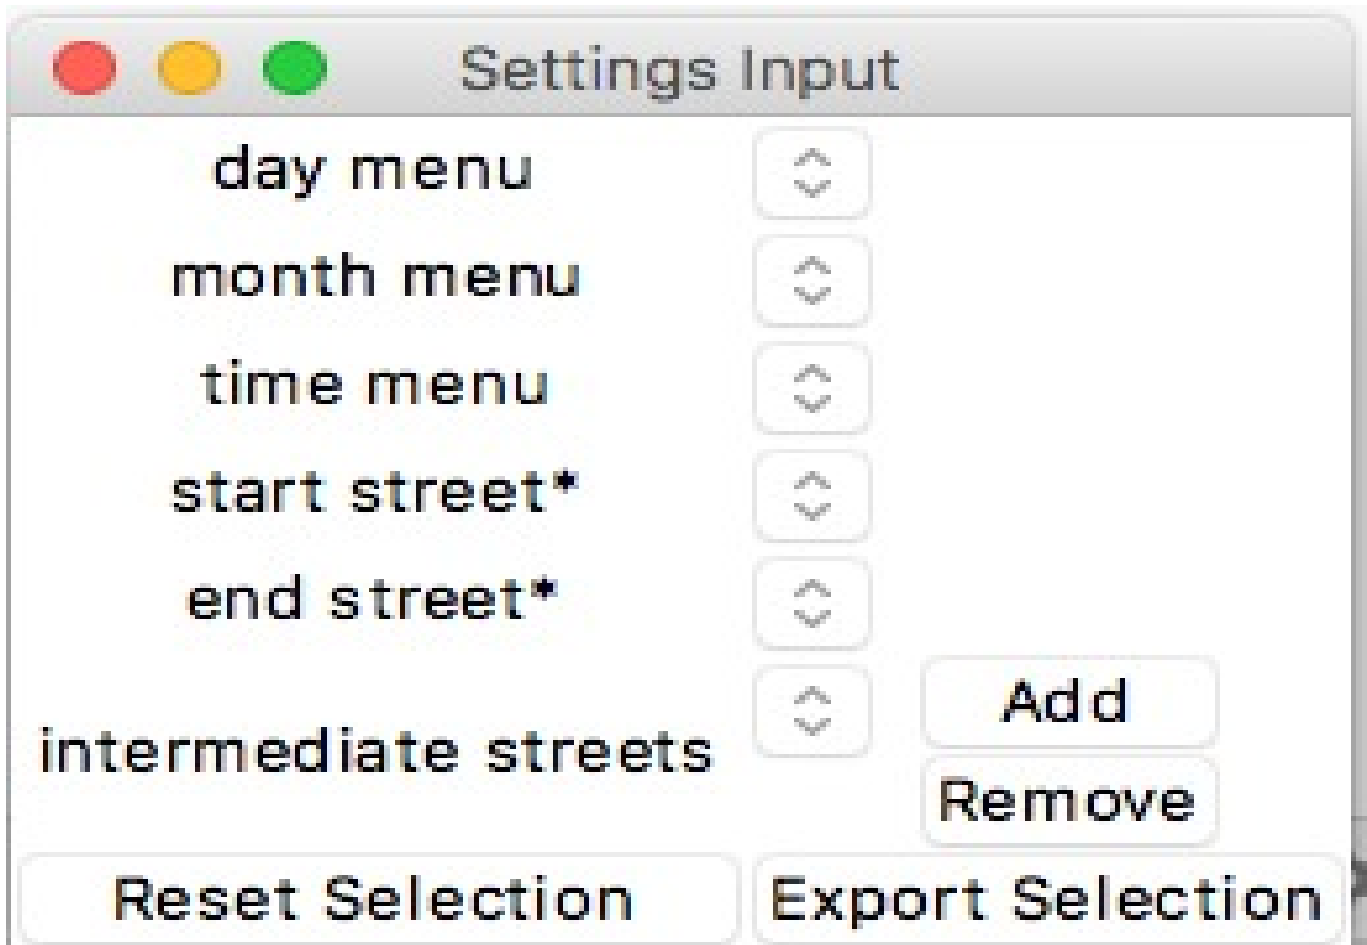 Settings Input
day menu
month menu
time menu
start street*
end street*
intermediate streets
Add
Remove
Reset Selection
Export Selection